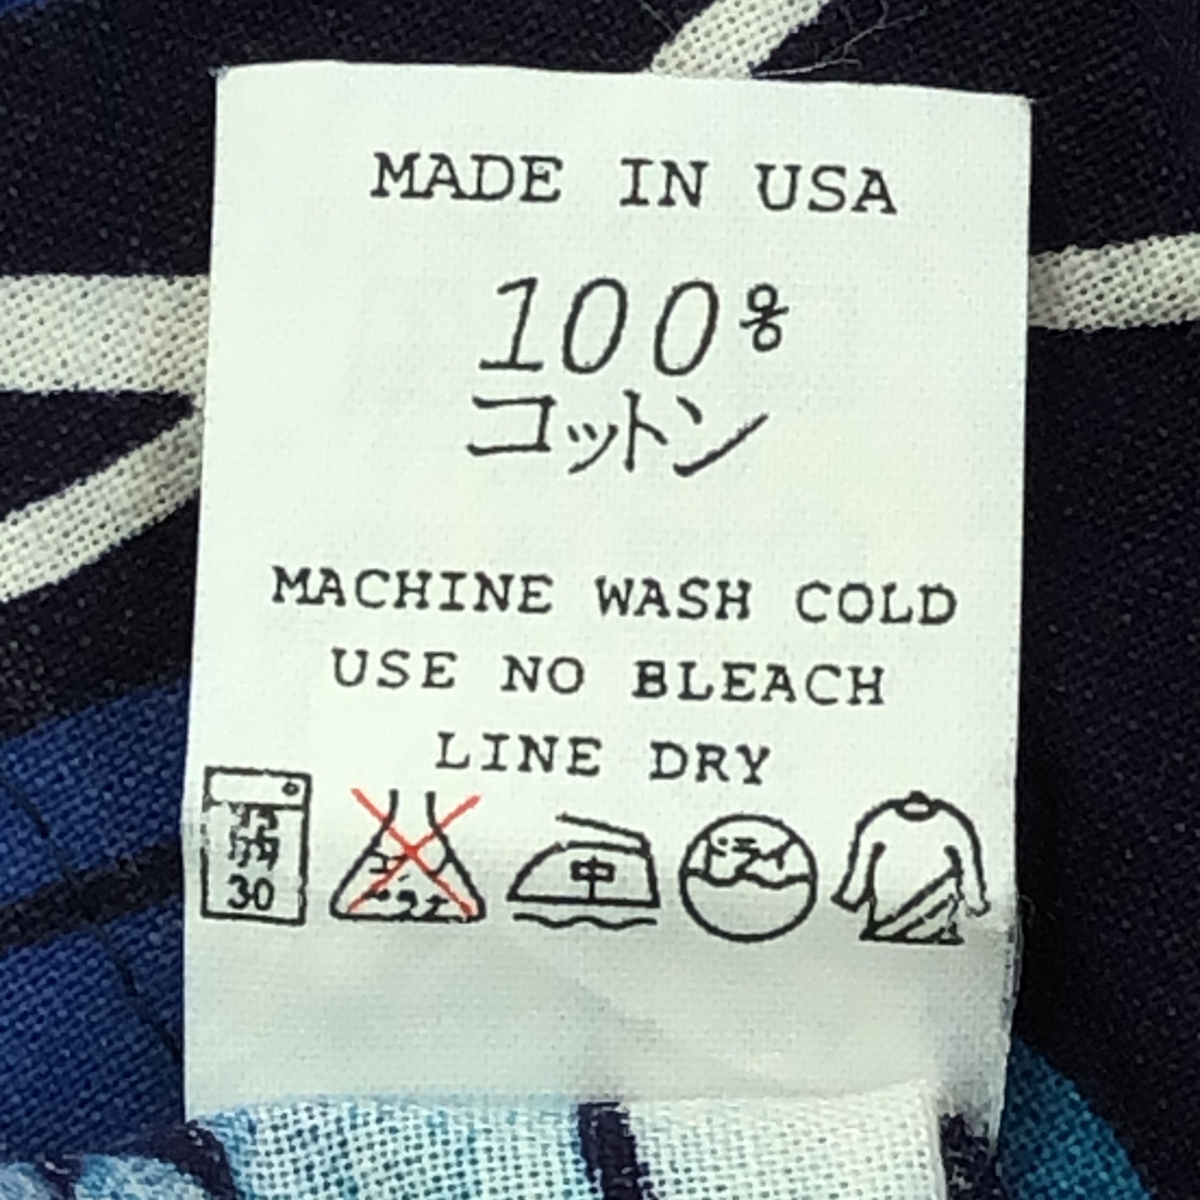 MADE IN USA
100%
コットン
MACHINE WASH COLD
USE NO BLEACH
LINE DRY
30
中
ドライ